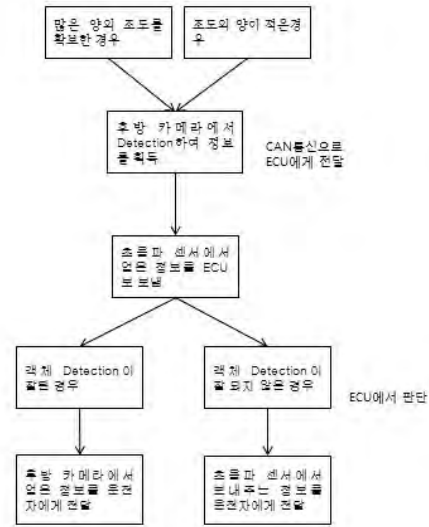 많은 양의 조도를
확보한 경우
조도의 양이 적은경
우
후방 카메라에서
Detection하여 정보
를 획득
CAN통신으로
ECU에게 전달
초음파 센서에서
얻은 정보를 ECU
보 보냄
객체 Detection이
잘된 경우
객체 Detection이
잘 되지 않은 경우
ECU에서 판단
후방 카메라에서
얻은 정보를 운전
자에게 전달
초음파 센서에서
보내주는 정보를
운전자에게 전달